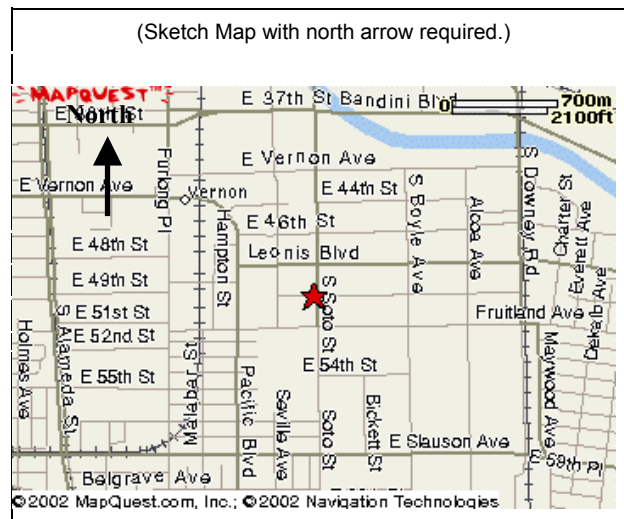 (Sketch Map with north arrow required.)
MAPQUEST™
E 37th St Bandini Blvd
0 700m
2100ft
North
E Vernon Ave
E Vernon Ave
Vernon
Furlong Pl
E 44th St
S Boyle Ave
Alcoa Ave
S Downey Rd
Charter St
Everett Ave
Dekalb Ave
E 46th St
Hampton St
E 48th St
Leonis Blvd
E 49th St
S Soto St
E 51st St
Fruitland Ave
E 52nd St
S Alameda St
Holmes Ave
Malabar St
E 54th St
E 55th St
Pacific Blvd
Saville Ave
Soto St
Bickett St
Maywood Ave
E Slauson Ave
E 59th Pl
Belgrave Ave
©2002 MapQuest.com, Inc.; ©2002 Navigation Technologies